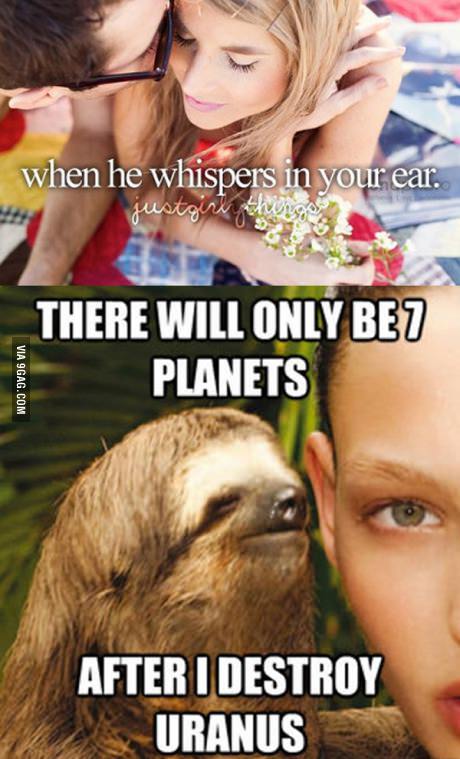 when he whispers in your ear.
justgirlythings
THERE WILL ONLY BE 7
PLANETS
VIA 9GAG.COM
AFTER I DESTROY
URANUS